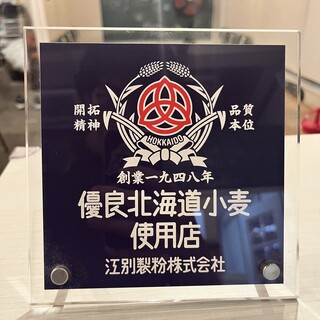 開拓精神
品質本位
HOKKAIDO
創業一九四八年
優良北海道小麦
使用店
江別製粉株式会社